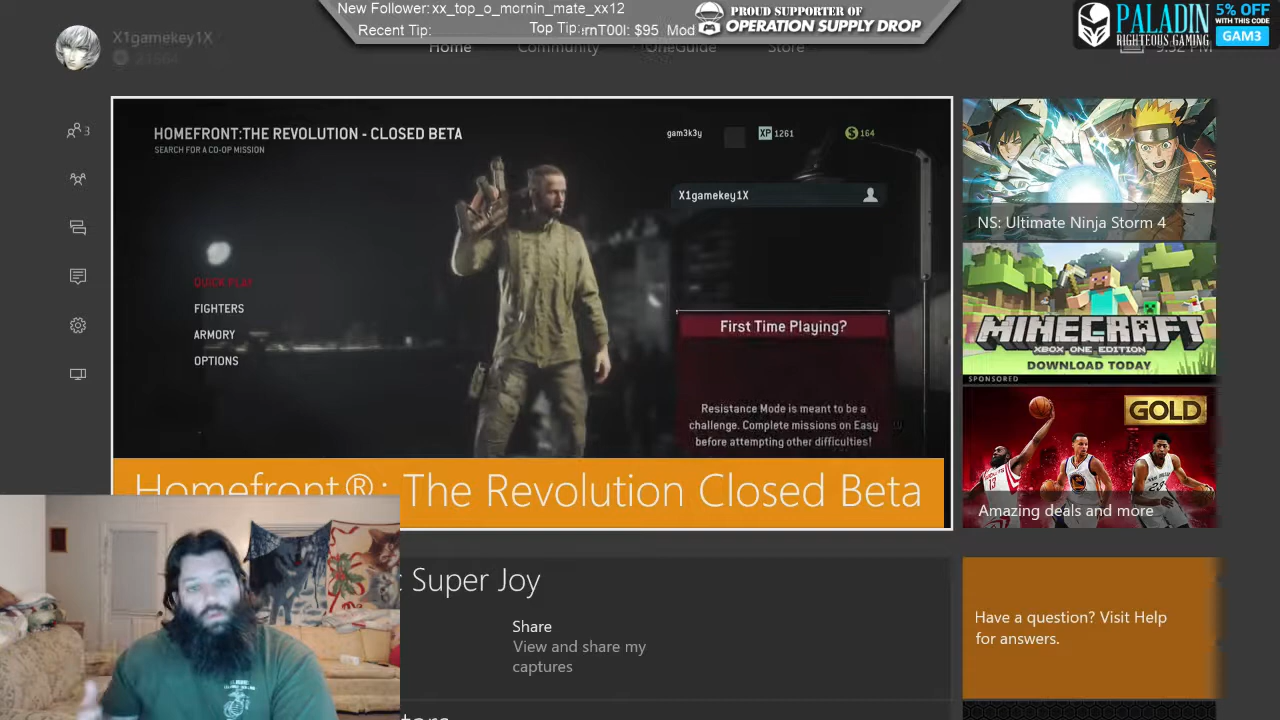 New Follower: xx_top_o_mornin_mate_xx12
Recent Tip:
Top Tip:
rnT00l: $95 Mod
PROUD SUPPORTER OF
OPERATION SUPPLY DROP
PALADIN
RIGHTEOUS GAMING
5% OFF
WITH THIS CODE
GAM3
X1gamekey1X
Home
Community
OneGuide
Store
3
HOMEFRONT:THE REVOLUTION - CLOSED BETA
SEARCH FOR A CO-OP MISSION
gam3k3y
XP 1261
$ 164
X1gamekey1X
QUICK PLAY
FIGHTERS
ARMORY
OPTIONS
First Time Playing?
Resistance Mode is meant to be a
challenge. Complete missions on Easy
before attempting other difficulties!
Homefront®: The Revolution Closed Beta
NS: Ultimate Ninja Storm 4
MINECRAFT
XBOX ONE EDITION
DOWNLOAD TODAY
SPONSORED
GOLD
Amazing deals and more
Super Joy
Share
View and share my
captures
Have a question? Visit Help
for answers.